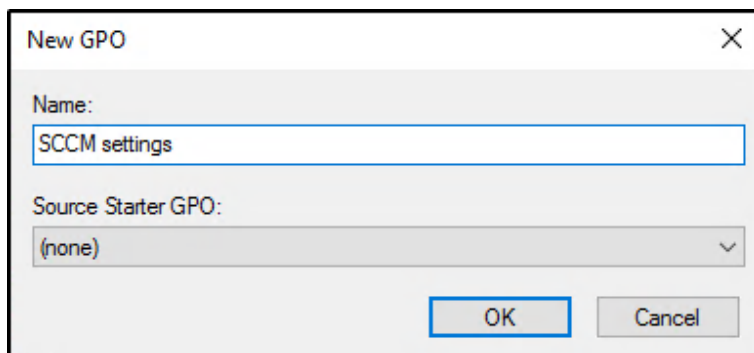 New GPO
Name:
SCCM settings
Source Starter GPO:
(none)
OK
Cancel